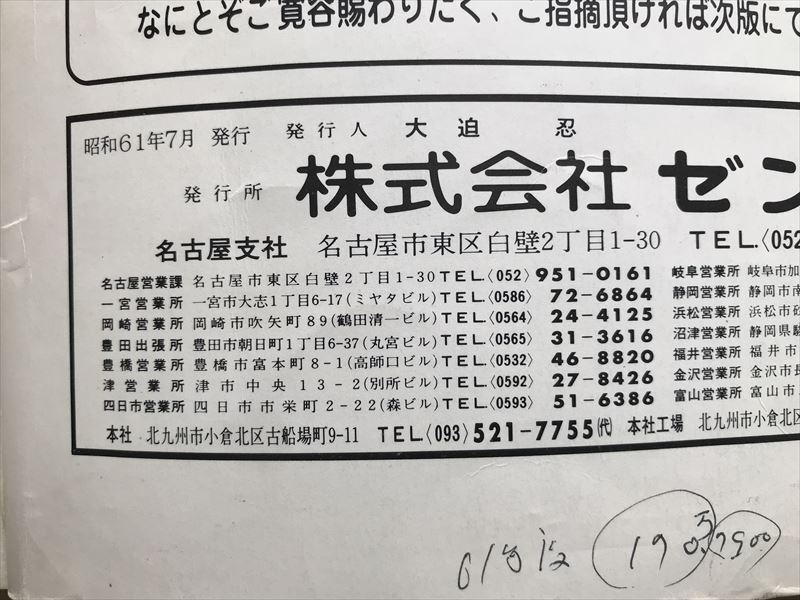 なにとぞご寛容賜わりたく、ご指摘頂ければ次版にて
昭和61年7月 発行 発行人 大迫 忍
発行所 株式会社 ゼン
名古屋支社 名古屋市東区白壁2丁目1-30 TEL.〈052
名古屋営業課 名古屋市東区白壁2丁目1-30 TEL.〈052〉951-0161 岐阜営業所 岐阜市加
一宮営業所 一宮市大志1丁目6-17(ミヤタビル) TEL.〈0586〉72-6864 静岡営業所 静岡市南
岡崎営業所 岡崎市吹矢町89(鶴田清一ビル) TEL.〈0564〉24-4125 浜松営業所 浜松市砂
豊田出張所 豊田市朝日町1丁目6-37(丸宮ビル) TEL.〈0565〉31-3616 沼津営業所 静岡県駿
豊橋営業所 豊橋市富本町8-1(高師口ビル) TEL.〈0532〉46-8820 福井営業所 福井市
津営業所 津市中央13-2(別所ビル) TEL.〈0592〉27-8426 金沢営業所 金沢市長
四日市営業所 四日市市栄町2-22(森ビル) TEL.〈0593〉51-6386 富山営業所 富山市
本社 北九州市小倉北区古船場町9-11 TEL〈093〉521-7755(代) 本社工場 北九州市小倉北区